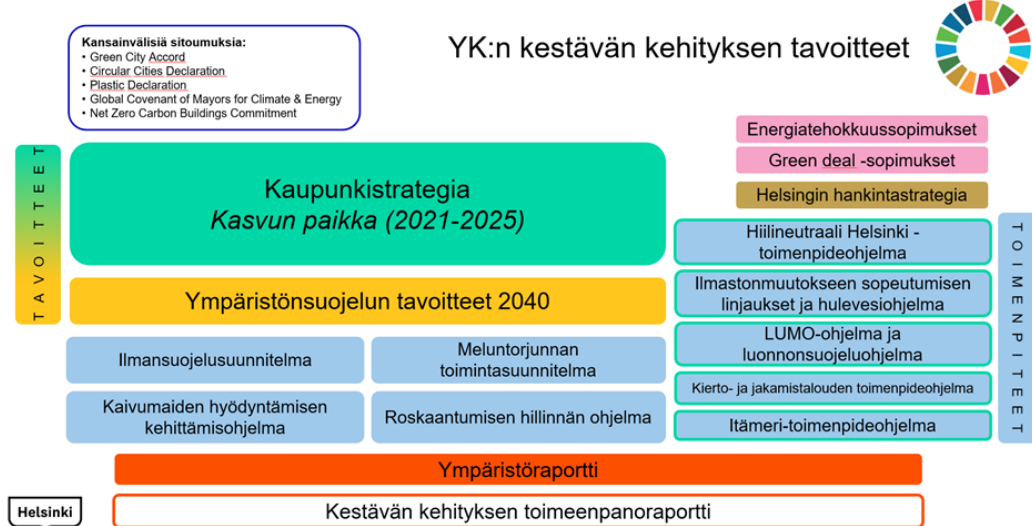 Kansainvälisiä sitoumuksia:
• Green City Accord
• Circular Cities Declaration
• Plastic Declaration
• Global Covenant of Mayors for Climate & Energy
• Net Zero Carbon Buildings Commitment
YK:n kestävän kehityksen tavoitteet
TAVOITTEET
Kaupunkistrategia
Kasvun paikka (2021-2025)
Ympäristönsuojelun tavoitteet 2040
Ilmansuojelusuunnitelma
Meluntorjunnan
toimintasuunnitelma
Kaivumaiden hyödyntämisen
kehittämisohjelma
Roskaantumisen hillinnän ohjelma
Energiatehokkuussopimukset
Green deal -sopimukset
Helsingin hankintastrategia
Hiilineutraali Helsinki -
toimenpideohjelma
Ilmastonmuutokseen sopeutumisen
linjaukset ja hulevesiohjelma
LUMO-ohjelma ja
luonnonsuojeluohjelma
Kierto- ja jakamistalouden toimenpideohjelma
Itämeri-toimenpideohjelma
TOIMENPITEET
Ympäristöraportti
Kestävän kehityksen toimeenpanoraportti
Helsinki